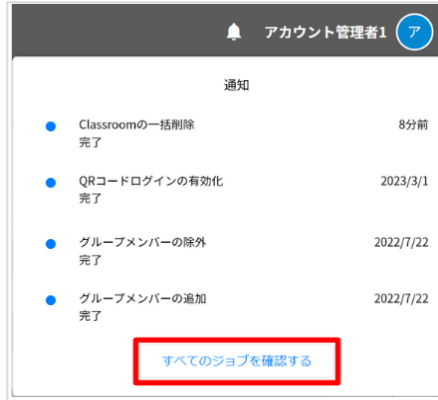 アカウント管理者1 ア
通知
Classroomの一括削除 8分前
完了
QRコードログインの有効化 2023/3/1
完了
グループメンバーの除外 2022/7/22
完了
グループメンバーの追加 2022/7/22
完了
すべてのジョブを確認する